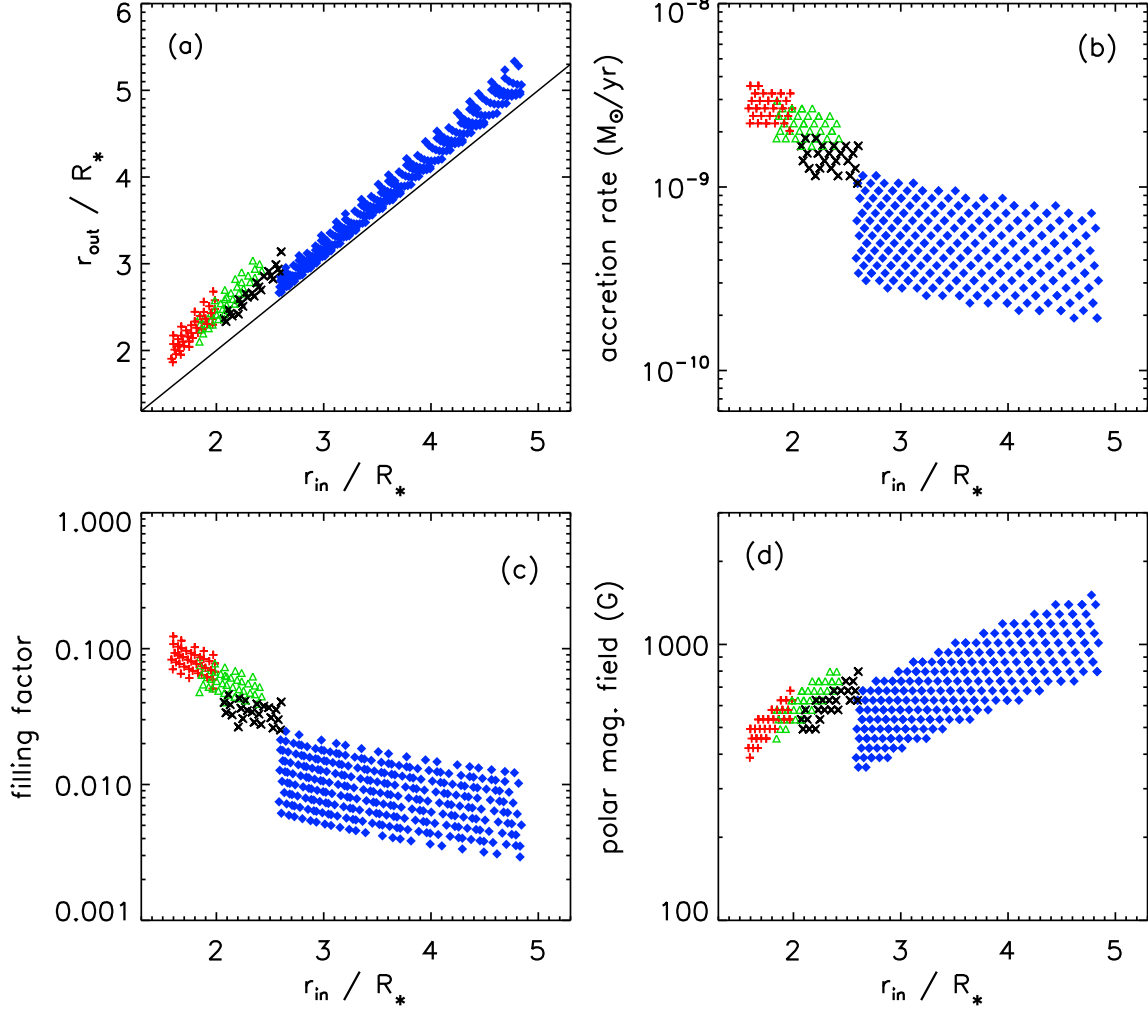 (a)
r_out / R_*
6
5
4
3
2
2 3 4 5
r_in / R_*
(b)
accretion rate (M_⊙/yr)
10^-8
10^-9
10^-10
2 3 4 5
r_in / R_*
(c)
filling factor
1.000
0.100
0.010
0.001
2 3 4 5
r_in / R_*
(d)
polar mag. field (G)
1000
100
2 3 4 5
r_in / R_*